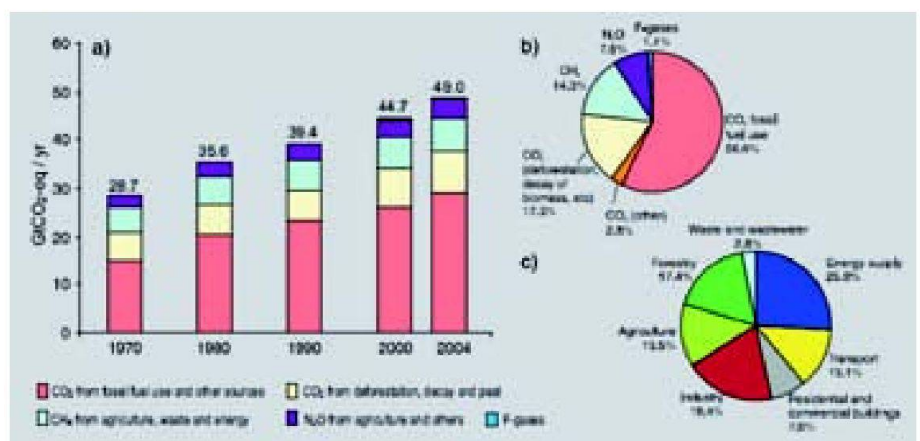 a)
60
50
40
30
20
10
0
GtCO₂-eq / yr
28.7
35.6
39.4
44.7
49.0
1970
1980
1990
2000
2004
b)
N₂O
7.9%
F-gases
CH₄
14.3%
CO₂ fossil
fuel use
56.6%
CO₂
(deforestation,
decay of
biomass, etc)
17.3%
CO₂ (other)
2.8%
c)
Waste and wastewater
2.8%
Forestry
17.4%
Energy supply
25.9%
Agriculture
13.5%
Transport
13.1%
Industry
19.4%
Residential and
commercial buildings
7.9%
CO₂ from fossil fuel use and other sources
CO₂ from deforestation, decay and peat
CH₄ from agriculture, waste and energy
N₂O from agriculture and others
F-gases